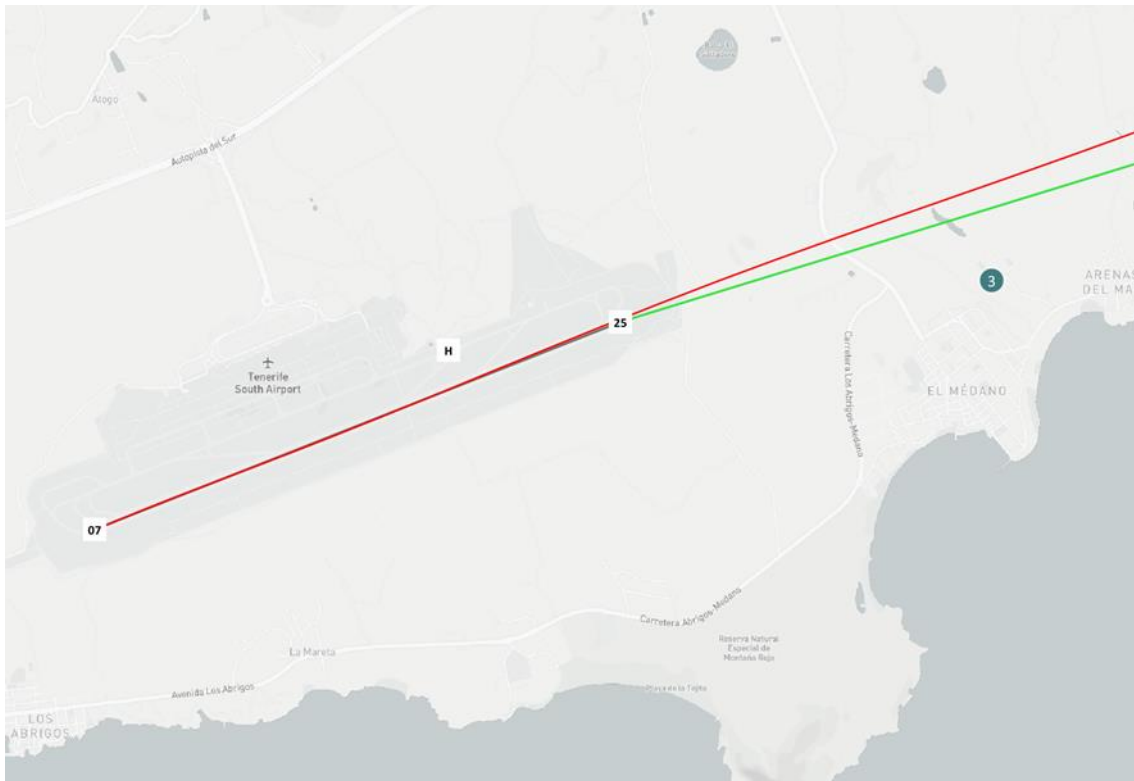 Atogo
Autopista del Sur
Tenerife
South Airport
H
25
07
3
ARENAS
DEL MA
EL MÉDANO
Carretera Los Abrigos-Médano
Carretera Abrigos-Médano
Reserva Natural
Especial de
Montaña Roja
Playa de la Tejita
La Mareta
Avenida Los Abrigos
LOS
ABRIGOS